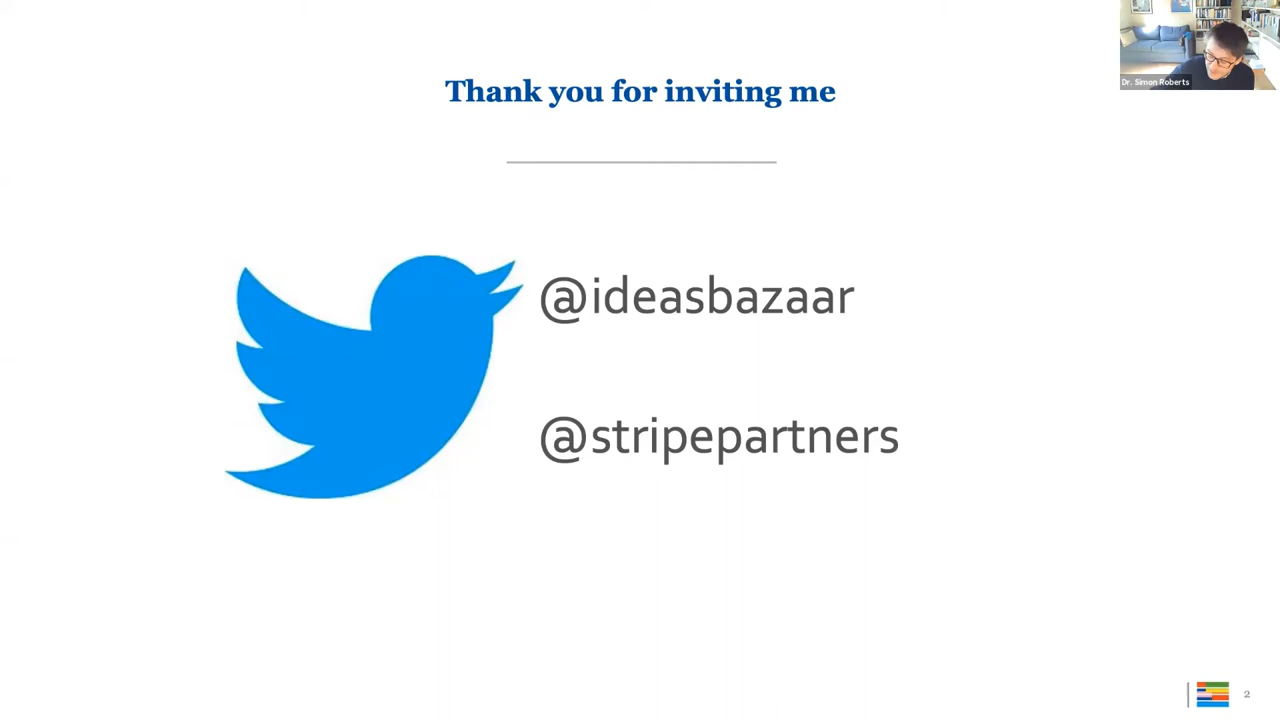 Thank you for inviting me
Dr. Simon Roberts
@ideasbazaar
@stripepartners
2